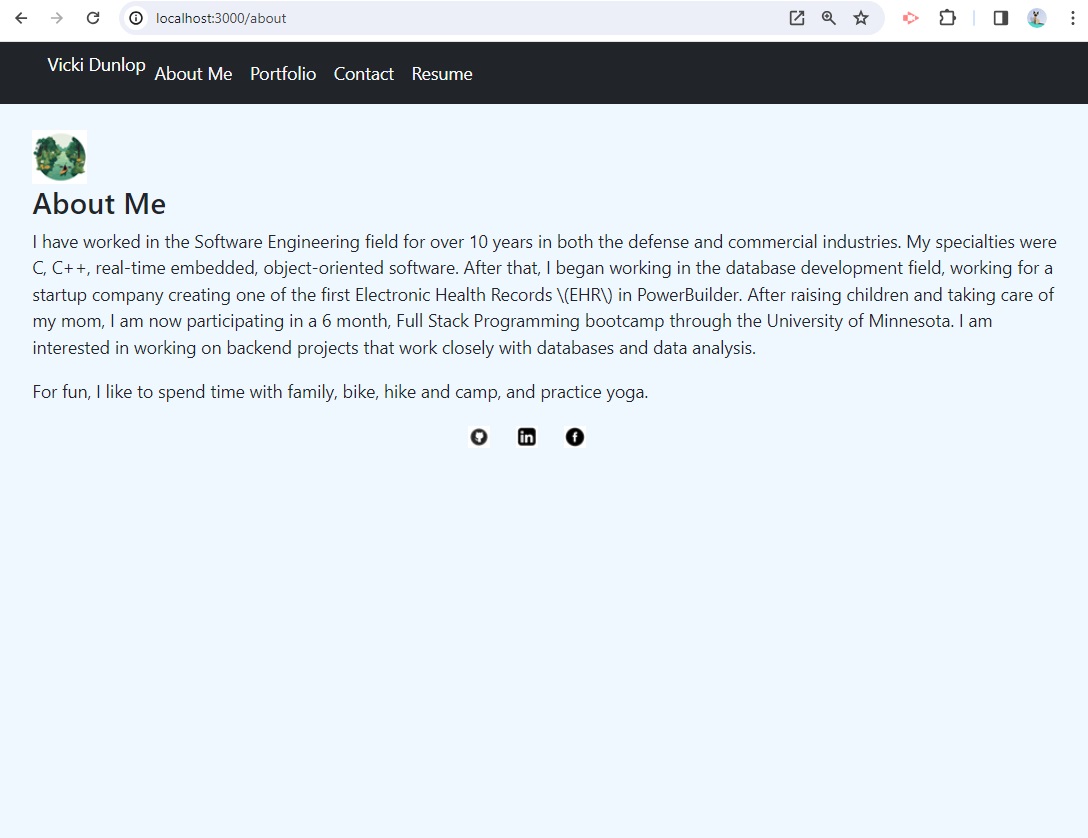 localhost:3000/about
Vicki Dunlop About Me Portfolio Contact Resume
About Me
I have worked in the Software Engineering field for over 10 years in both the defense and commercial industries. My specialties were
C, C++, real-time embedded, object-oriented software. After that, I began working in the database development field, working for a
startup company creating one of the first Electronic Health Records \(EHR\) in PowerBuilder. After raising children and taking care of
my mom, I am now participating in a 6 month, Full Stack Programming bootcamp through the University of Minnesota. I am
interested in working on backend projects that work closely with databases and data analysis.
For fun, I like to spend time with family, bike, hike and camp, and practice yoga.
in
f